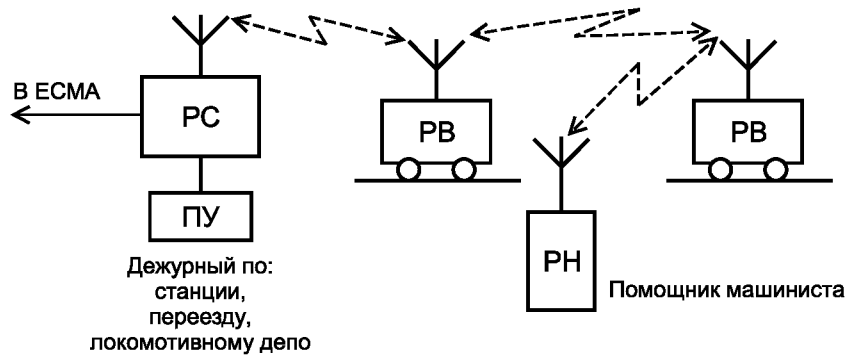 В ЕСМА
РС
РВ
РВ
ПУ
РН
Дежурный по:
станции,
переезду,
локомотивному депо
Помощник машиниста